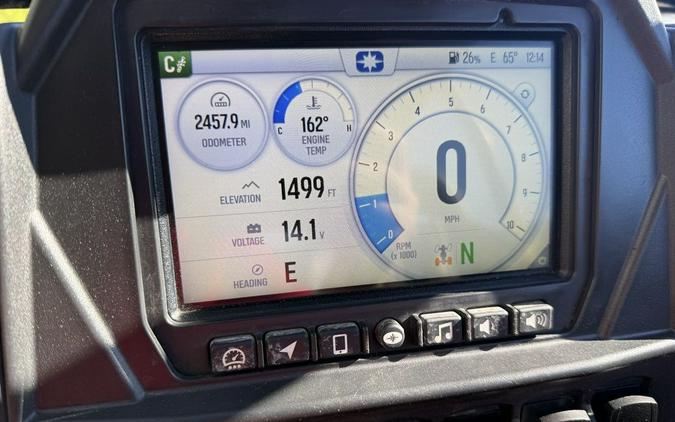 C
26% E 65° 12:14
2457.9 MI
ODOMETER
C 162° H
ENGINE
TEMP
ELEVATION 1499 FT
VOLTAGE 14.1 V
HEADING E
0 1 2 3 4 5 6 7 8 9 10
0
MPH
RPM
(x 1000)
N